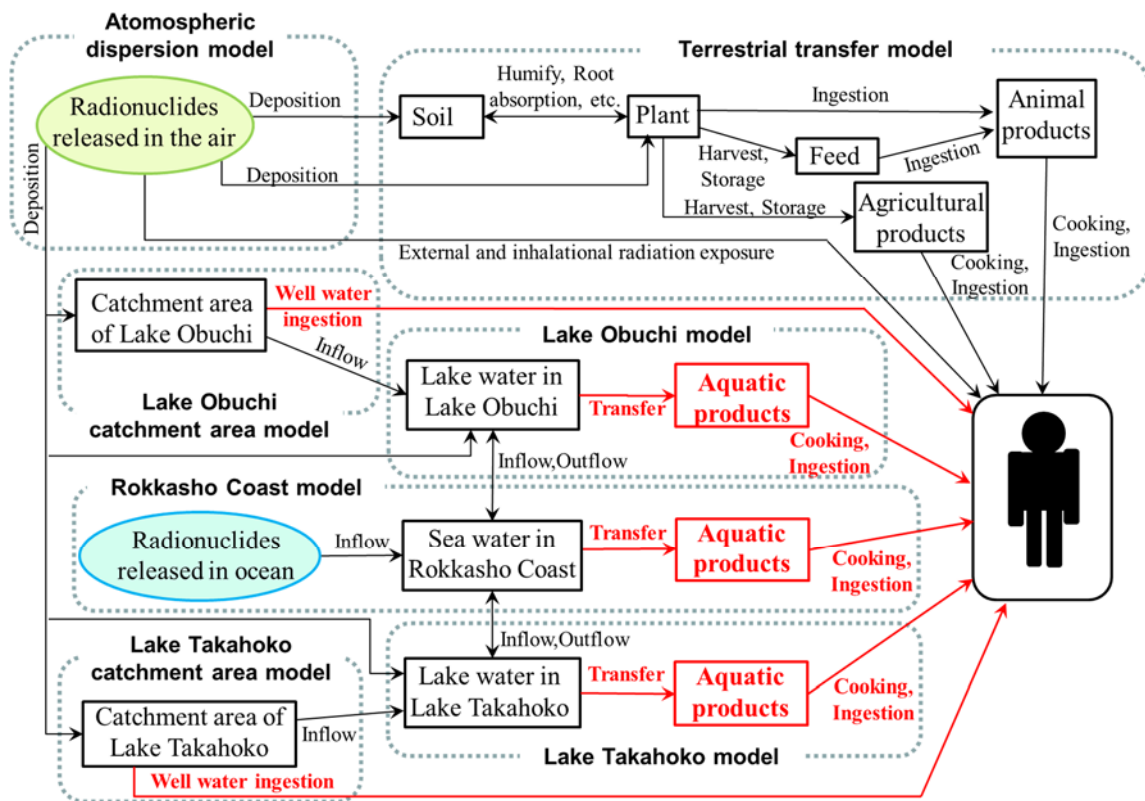 Atomospheric
dispersion model
Terrestrial transfer model
Radionuclides
released in the air
Deposition
Deposition
Deposition
Soil
Humify, Root
absorption, etc.
Plant
Ingestion
Animal
products
Harvest,
Storage
Feed
Ingestion
Harvest, Storage
Agricultural
products
Cooking,
Ingestion
Cooking,
Ingestion
External and inhalational radiation exposure
Catchment area
of Lake Obuchi
Well water
ingestion
Inflow
Lake Obuchi
catchment area model
Lake Obuchi model
Lake water in
Lake Obuchi
Transfer
Aquatic
products
Cooking,
Ingestion
Inflow,Outflow
Rokkasho Coast model
Radionuclides
released in ocean
Inflow
Sea water in
Rokkasho Coast
Transfer
Aquatic
products
Cooking,
Ingestion
Inflow,Outflow
Lake Takahoko
catchment area model
Catchment area of
Lake Takahoko
Inflow
Well water ingestion
Lake water in
Lake Takahoko
Transfer
Aquatic
products
Cooking,
Ingestion
Lake Takahoko model